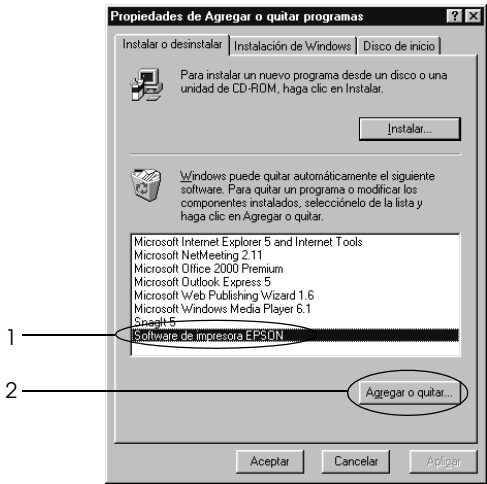 Propiedades de Agregar o quitar programas
Instalar o desinstalar Instalación de Windows Disco de inicio
Para instalar un nuevo programa desde un disco o una
unidad de CD-ROM, haga clic en Instalar.
Instalar...
Windows puede quitar automáticamente el siguiente
software. Para quitar un programa o modificar los
componentes instalados, selecciónelo de la lista y
haga clic en Agregar o quitar.
Microsoft Internet Explorer 5 and Internet Tools
Microsoft NetMeeting 2.11
Microsoft Office 2000 Premium
Microsoft Outlook Express 5
Microsoft Web Publishing Wizard 1.6
Microsoft Windows Media Player 6.1
SnagIt 5
1 Software de impresora EPSON
2 Agregar o quitar...
Aceptar Cancelar Aplicar